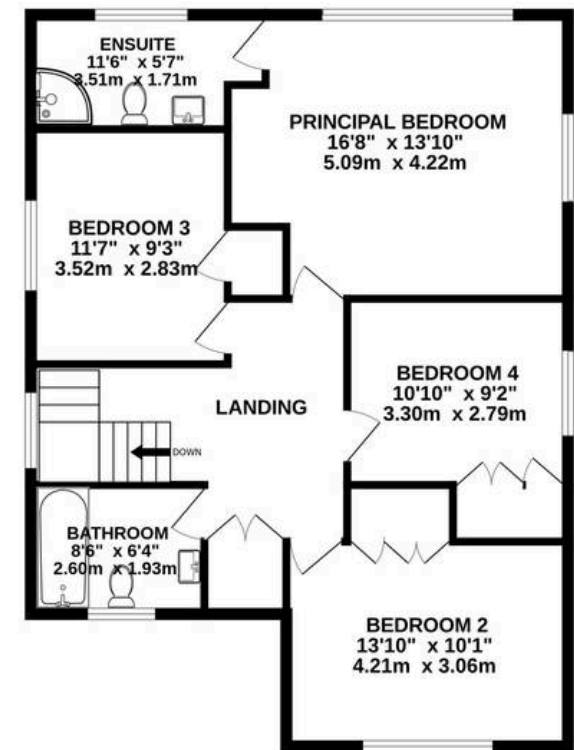 ENSUITE
11'6" x 5'7"
3.51m x 1.71m
PRINCIPAL BEDROOM
16'8" x 13'10"
5.09m x 4.22m
BEDROOM 3
11'7" x 9'3"
3.52m x 2.83m
BEDROOM 4
10'10" x 9'2"
3.30m x 2.79m
LANDING
DOWN
BATHROOM
8'6" x 6'4"
2.60m x 1.93m
BEDROOM 2
13'10" x 10'1"
4.21m x 3.06m